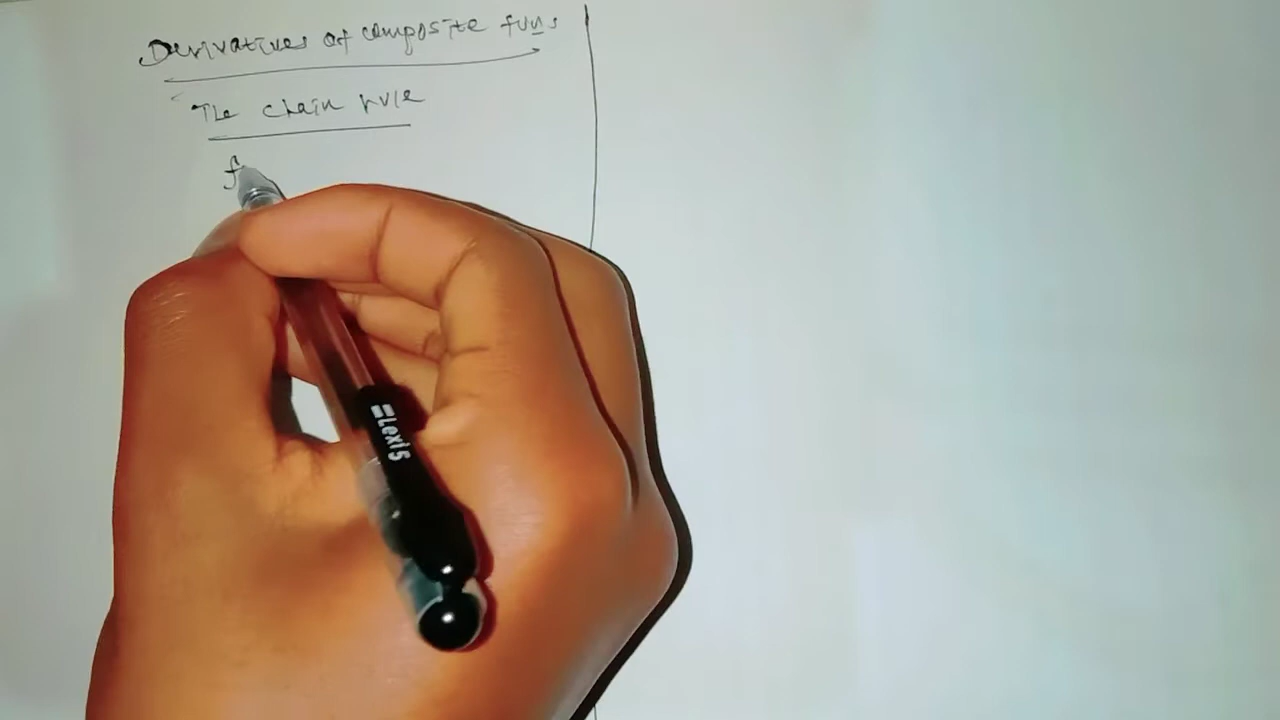 Derivatives of composite funs
The chain rule
f
Lexi5